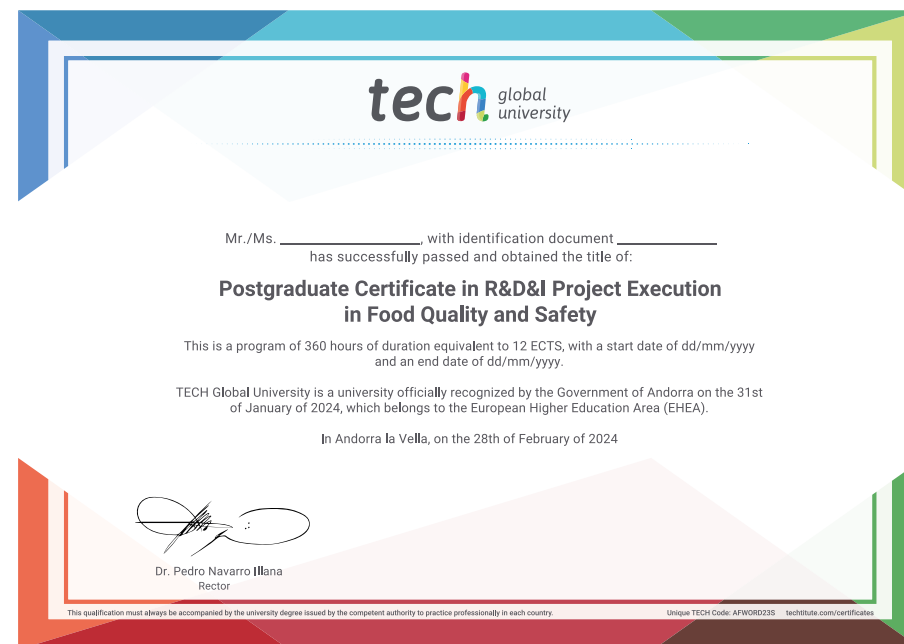 tech global university
Mr./Ms. ____________________, with identification document ______________
has successfully passed and obtained the title of:
Postgraduate Certificate in R&D&I Project Execution
in Food Quality and Safety
This is a program of 360 hours of duration equivalent to 12 ECTS, with a start date of dd/mm/yyyy
and an end date of dd/mm/yyyy.
TECH Global University is a university officially recognized by the Government of Andorra on the 31st
of January of 2024, which belongs to the European Higher Education Area (EHEA).
In Andorra la Vella, on the 28th of February of 2024
Dr. Pedro Navarro Illana
Rector
This qualification must always be accompanied by the university degree issued by the competent authority to practice professionally in each country.
Unique TECH Code: AFWORD23S techtitute.com/certificates